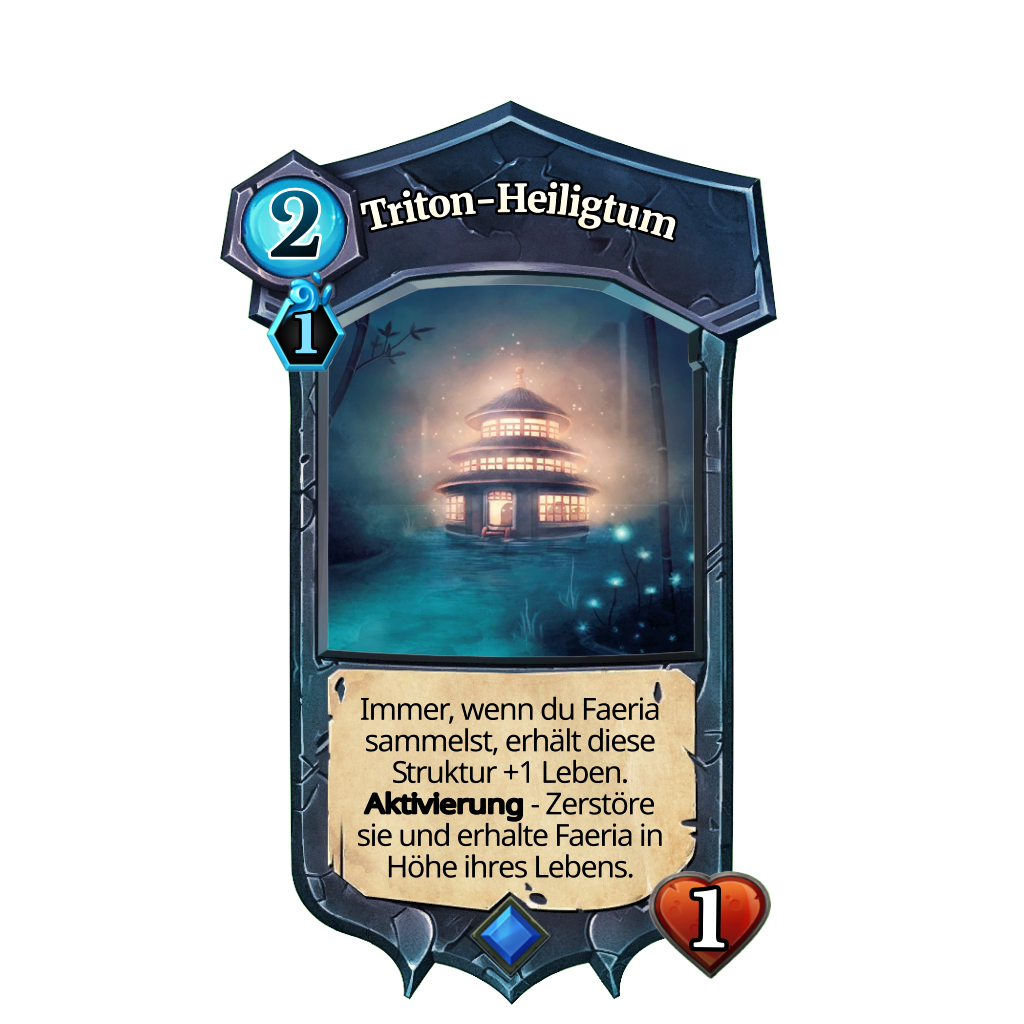 2
Triton-Heiligtum
1
Immer, wenn du Faeria
sammelst, erhält diese
Struktur +1 Leben.
Aktivierung - Zerstöre
sie und erhalte Faeria in
Höhe ihres Lebens.
1